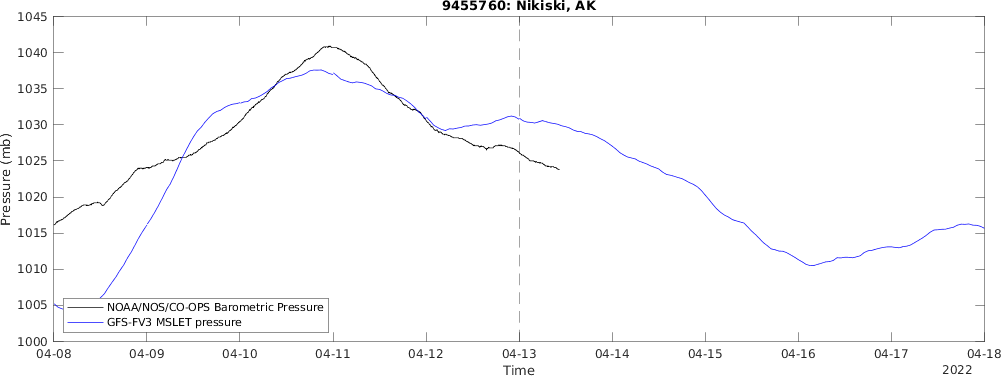 9455760: Nikiski, AK
Pressure (mb)
1045
1040
1035
1030
1025
1020
1015
1010
1005
1000
NOAA/NOS/CO-OPS Barometric Pressure
GFS-FV3 MSLET pressure
04-08 04-09 04-10 04-11 04-12 04-13 04-14 04-15 04-16 04-17 04-18
Time
2022